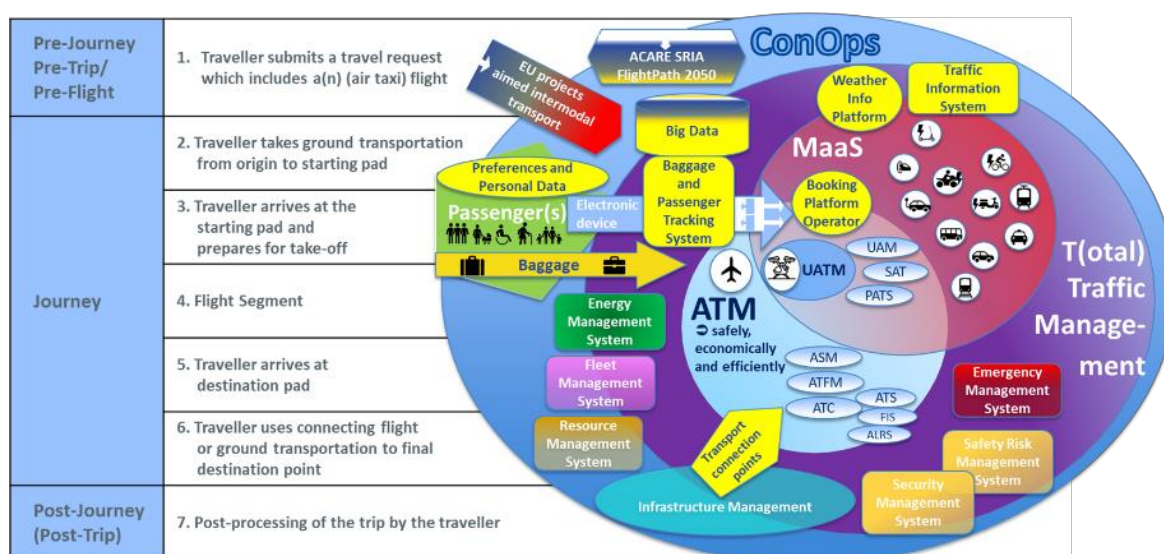 Pre-Journey
Pre-Trip/
Pre-Flight
1. Traveller submits a travel request
which includes a(n) (air taxi) flight
Journey
2. Traveller takes ground transportation
from origin to starting pad
3. Traveller arrives at the
starting pad and
prepares for take-off
4. Flight Segment
5. Traveller arrives at
destination pad
6. Traveller uses connecting flight
or ground transportation to final
destination point
Post-Journey
(Post-Trip)
7. Post-processing of the trip by the traveller
ConOps
ACARE SRIA
FlightPath 2050
EU projects
aimed intermodal
transport
Big Data
Weather
Info
Platform
Traffic
Information
System
MaaS
Preferences and
Personal Data
Passenger(s)
Electronic
device
Baggage
and
Passenger
Tracking
System
Booking
Platform
Operator
Baggage
UATM
UAM
SAT
PATS
T(otal)
Traffic
Manage-
ment
ATM
➲ safely,
economically
and efficiently
ASM
ATFM
ATC
ATS
FIS
ALRS
Energy
Management
System
Fleet
Management
System
Resource
Management
System
Transport
connection
points
Infrastructure Management
Emergency
Management
System
Safety Risk
Management
System
Security
Management
System